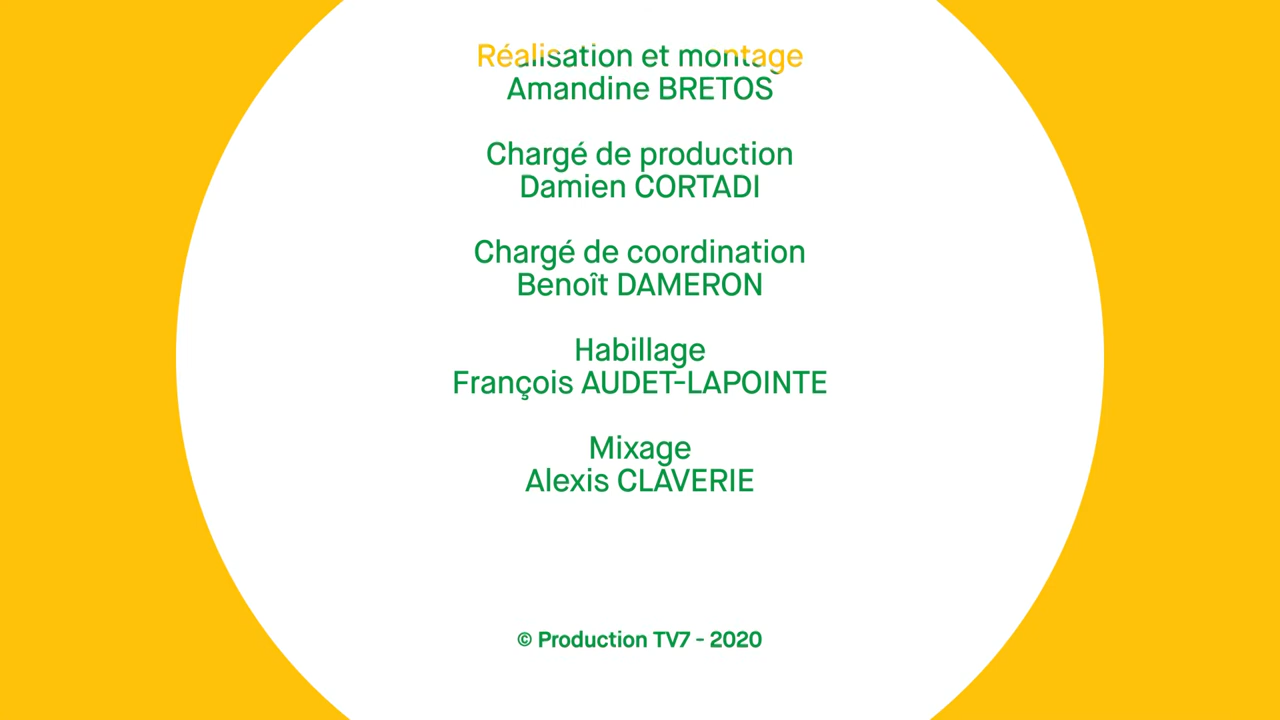 Réalisation et montage
Amandine BRETOS
Chargé de production
Damien CORTADI
Chargé de coordination
Benoît DAMERON
Habillage
François AUDET-LAPOINTE
Mixage
Alexis CLAVERIE
© Production TV7 - 2020